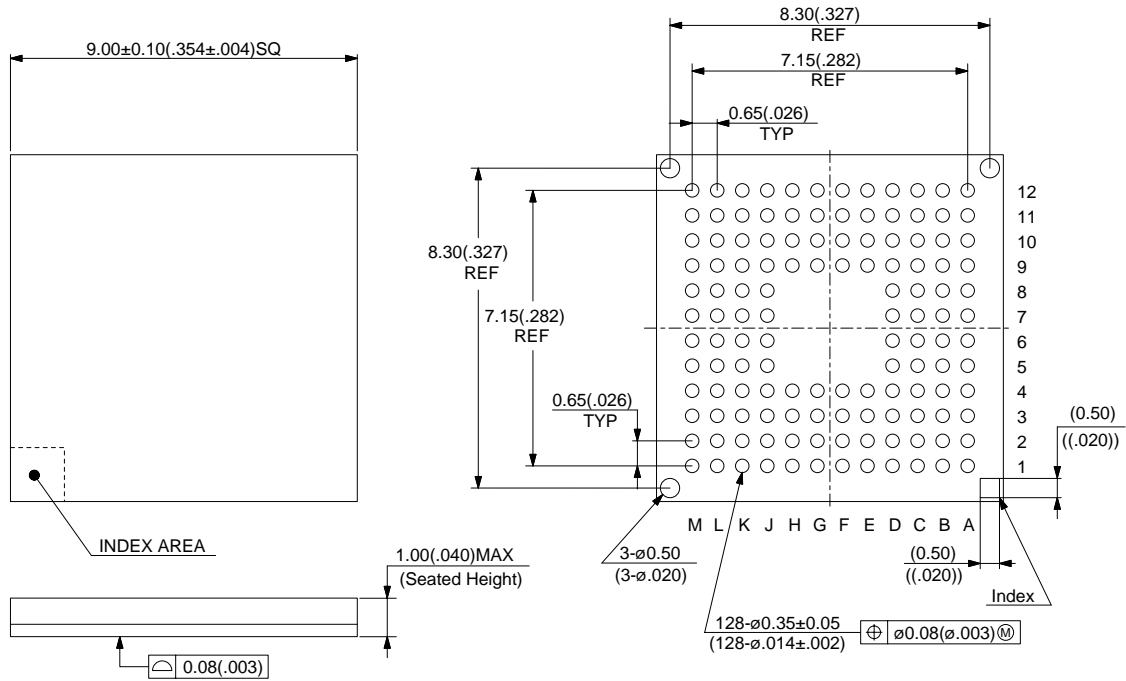 9.00±0.10(.354±.004)SQ
INDEX AREA
1.00(.040)MAX
(Seated Height)
⌓ 0.08(.003)
8.30(.327)
REF
7.15(.282)
REF
0.65(.026)
TYP
8.30(.327)
REF
7.15(.282)
REF
0.65(.026)
TYP
12
11
10
9
8
7
6
5
4
3
2
1
M L K J H G F E D C B A
(0.50)
((.020))
(0.50)
((.020))
Index
3-ø0.50
(3-ø.020)
128-ø0.35±0.05
(128-ø.014±.002)
⌖ ø0.08(ø.003)Ⓜ